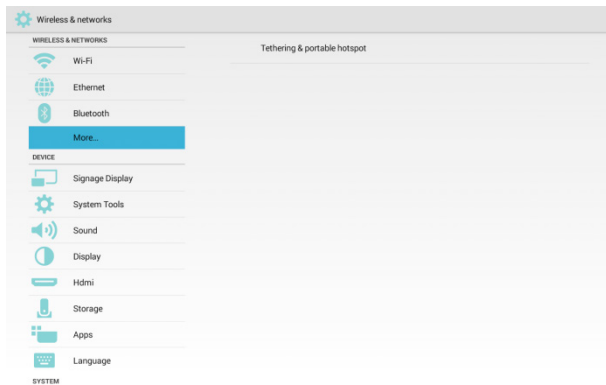 Wireless & networks
WIRELESS & NETWORKS
Wi-Fi
Ethernet
Bluetooth
More...
DEVICE
Signage Display
System Tools
Sound
Display
Hdmi
Storage
Apps
Language
SYSTEM
Tethering & portable hotspot